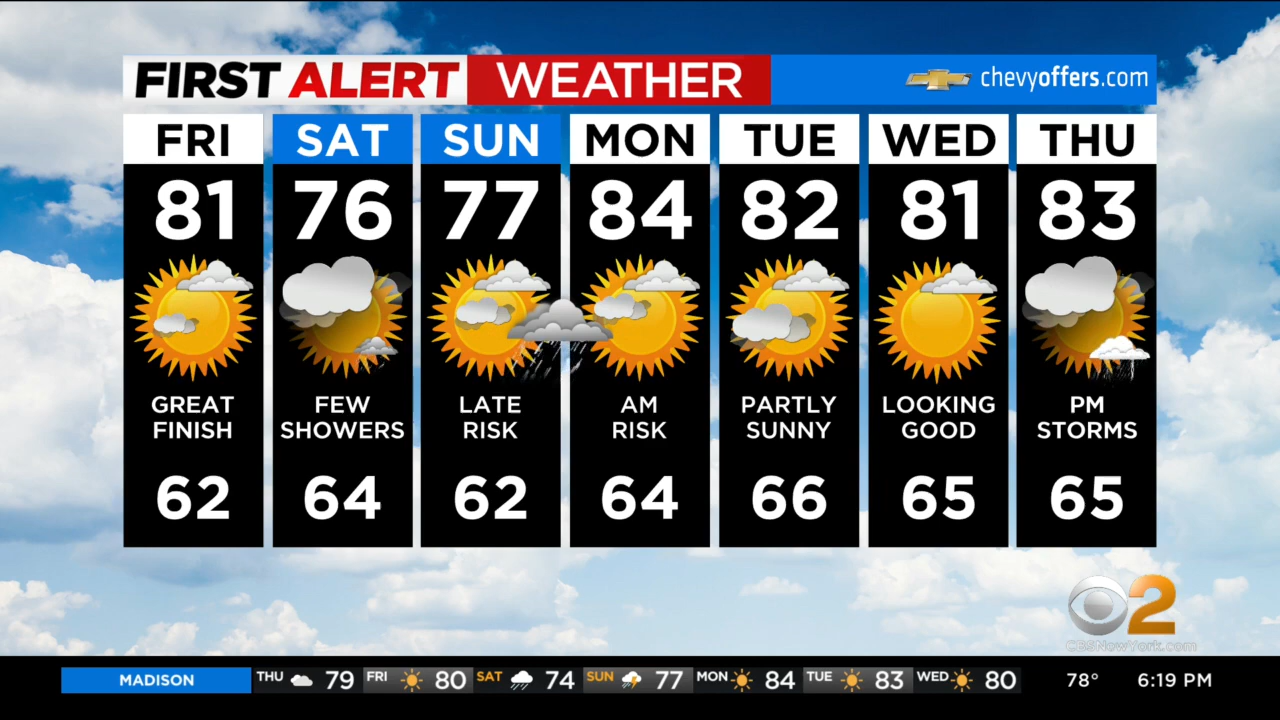 FIRST ALERT WEATHER
chevyoffers.com
FRI SAT SUN MON TUE WED THU
81 76 77 84 82 81 83
GREAT FINISH
FEW SHOWERS
LATE RISK
AM RISK
PARTLY SUNNY
LOOKING GOOD
PM STORMS
62 64 62 64 66 65 65
2
CBSNewYork.com
MADISON THU 79 FRI 80 SAT 74 SUN 77 MON 84 TUE 83 WED 80 78° 6:19 PM